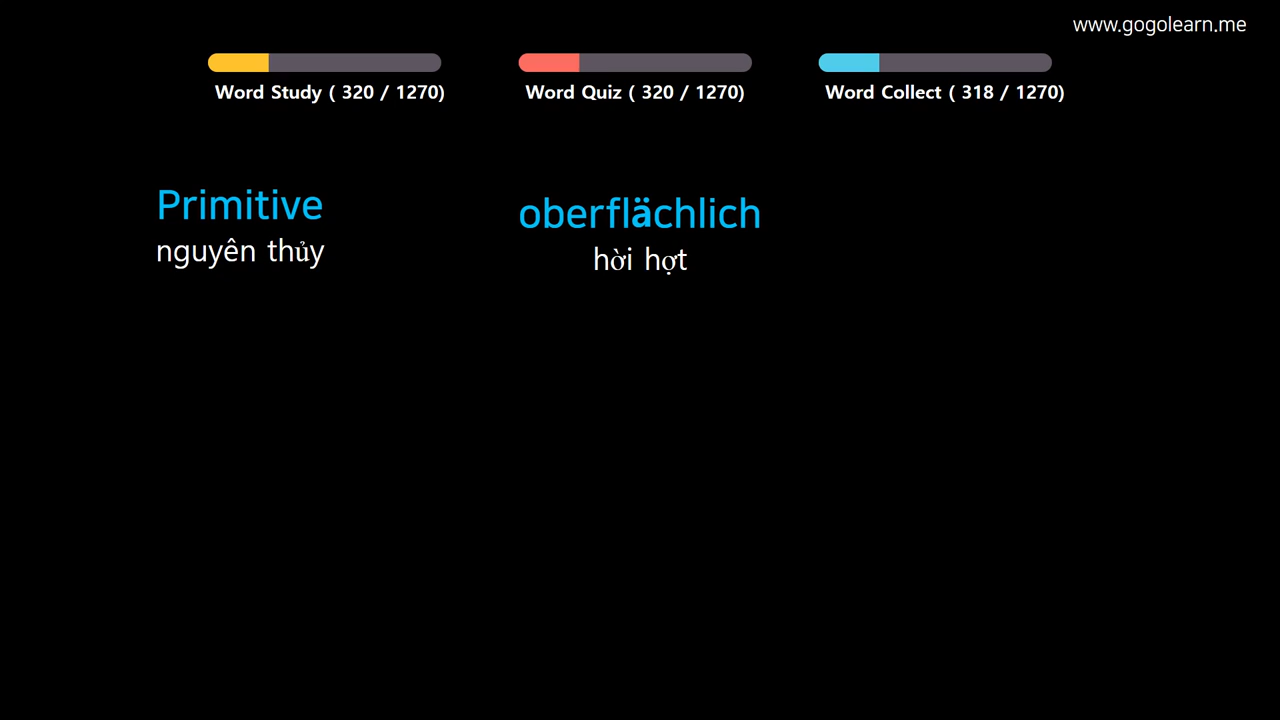 www.gogolearn.me
Word Study ( 320 / 1270)
Word Quiz ( 320 / 1270)
Word Collect ( 318 / 1270)
Primitive
nguyên thủy
oberflächlich
hời hợt